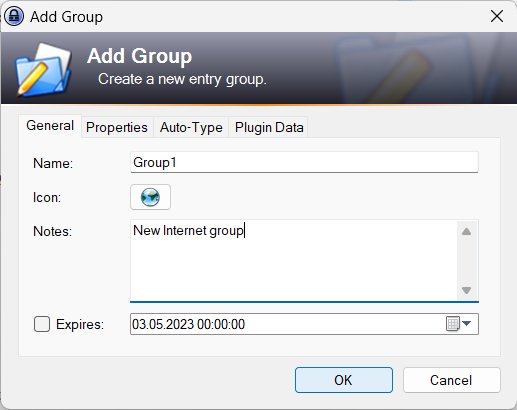 Add Group
Add Group
Create a new entry group.
General Properties Auto-Type Plugin Data
Name: Group1
Icon:
Notes: New Internet group
Expires: 03.05.2023 00:00:00
OK Cancel